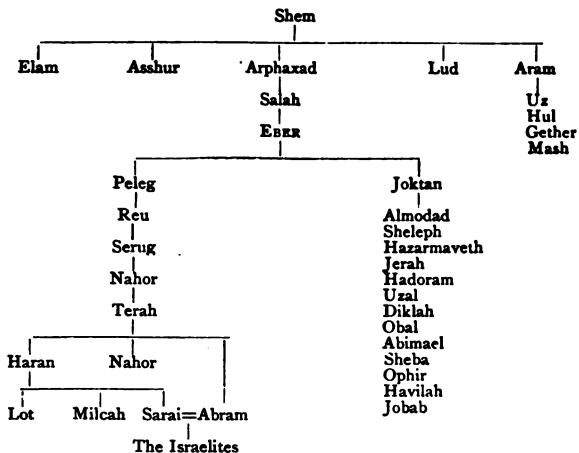 Shem
Elam Asshur Arphaxad Lud Aram
Salah Uz
Hul
EBER Gether
Mash
Peleg Joktan
Reu Almodad
Sheleph
Serug Hazarmaveth
Jerah
Nahor Hadoram
Uzal
Terah Diklah
Obal
Abimael
Haran Nahor Sheba
Ophir
Havilah
Lot Milcah Sarai=Abram Jobab
The Israelites